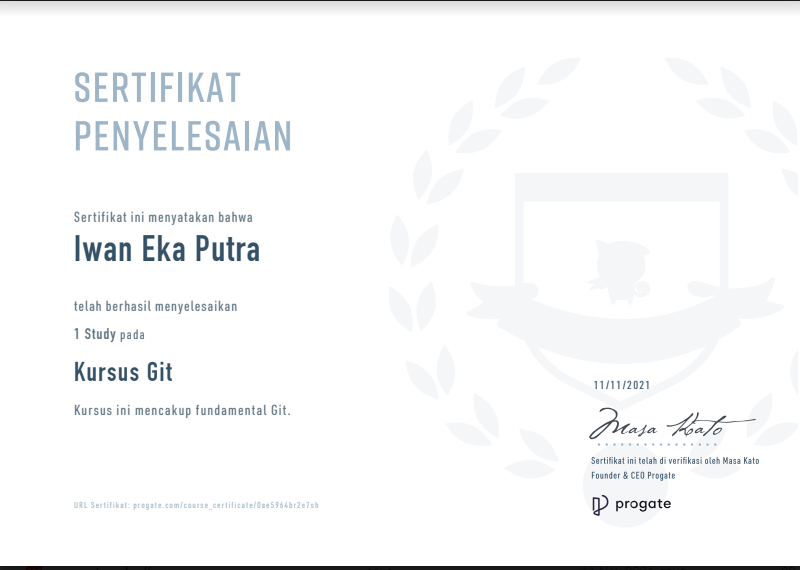 SERTIFIKAT
PENYELESAIAN
Sertifikat ini menyatakan bahwa
Iwan Eka Putra
telah berhasil menyelesaikan
1 Study pada
Kursus Git
Kursus ini mencakup fundamental Git.
11/11/2021
Masa Kato
Sertifikat ini telah di verifikasi oleh Masa Kato
Founder & CEO Progate
URL Sertifikat: progate.com/course_certificate/0ae5964br2e7sh
progate